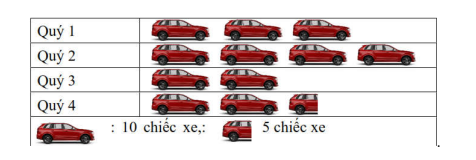 Quý 1
Quý 2
Quý 3
Quý 4
: 10 chiếc xe,: 5 chiếc xe
.